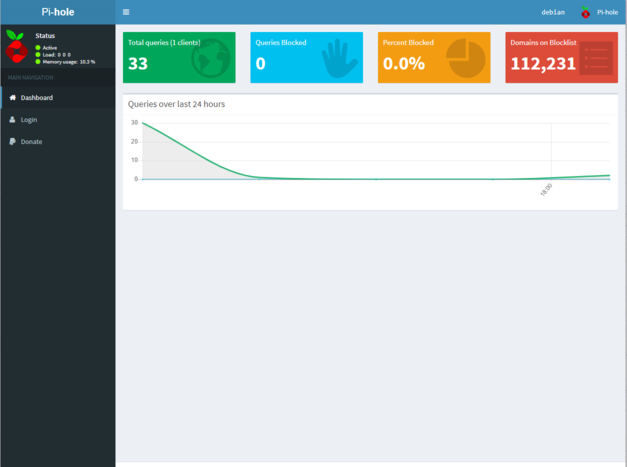 Pi-hole
debian
Pi-hole
Status
Active
Load: 0 0 0
Memory usage: 10.3 %
MAIN NAVIGATION
Dashboard
Login
Donate
Total queries (1 clients)
33
Queries Blocked
0
Percent Blocked
0.0%
Domains on Blocklist
112,231
Queries over last 24 hours
30
20
10
0
18:00